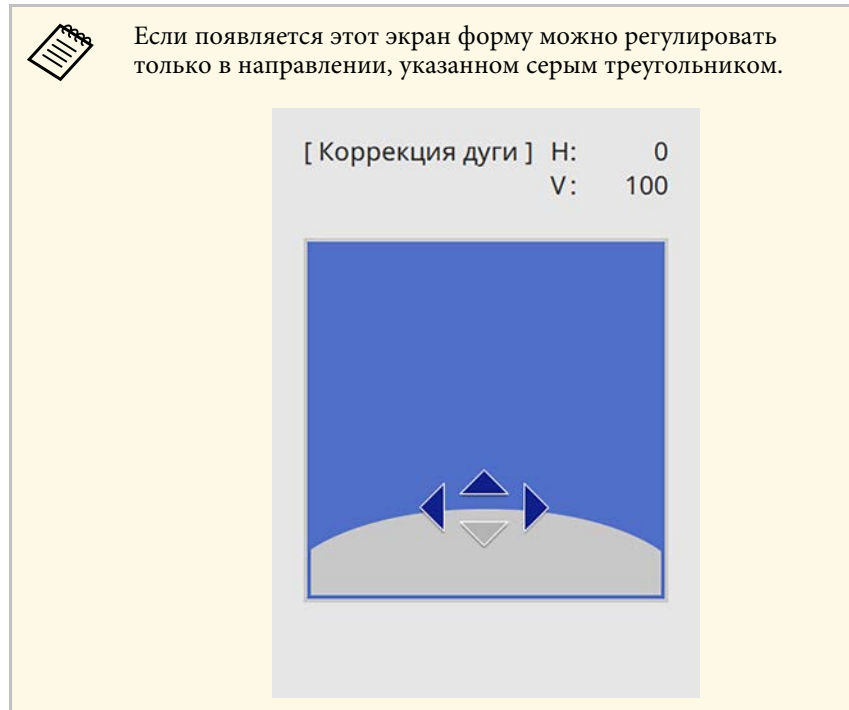 Если появляется этот экран форму можно регулировать
только в направлении, указанном серым треугольником.
[ Коррекция дуги ] H: 0
V: 100